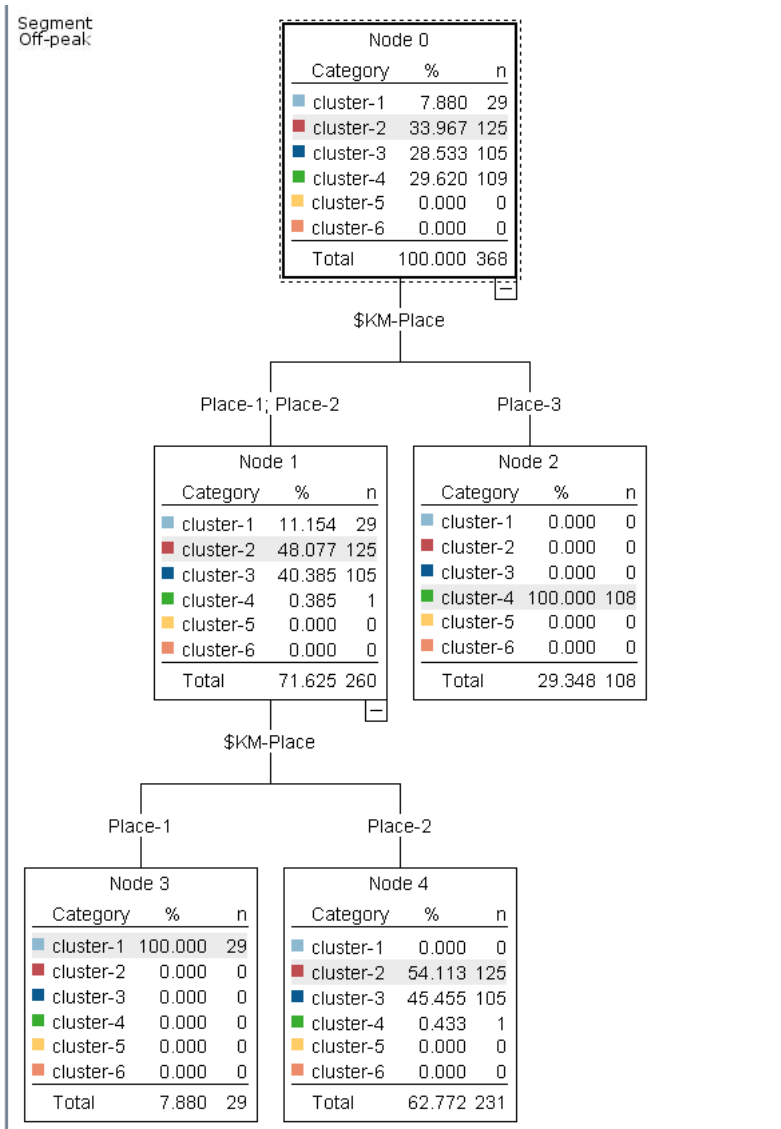 Segment
Off-peak
Node 0
Category % n
cluster-1 7.880 29
cluster-2 33.967 125
cluster-3 28.533 105
cluster-4 29.620 109
cluster-5 0.000 0
cluster-6 0.000 0
Total 100.000 368
$KM-Place
Place-1; Place-2
Place-3
Node 1
Category % n
cluster-1 11.154 29
cluster-2 48.077 125
cluster-3 40.385 105
cluster-4 0.385 1
cluster-5 0.000 0
cluster-6 0.000 0
Total 71.625 260
Node 2
Category % n
cluster-1 0.000 0
cluster-2 0.000 0
cluster-3 0.000 0
cluster-4 100.000 108
cluster-5 0.000 0
cluster-6 0.000 0
Total 29.348 108
$KM-Place
Place-1
Place-2
Node 3
Category % n
cluster-1 100.000 29
cluster-2 0.000 0
cluster-3 0.000 0
cluster-4 0.000 0
cluster-5 0.000 0
cluster-6 0.000 0
Total 7.880 29
Node 4
Category % n
cluster-1 0.000 0
cluster-2 54.113 125
cluster-3 45.455 105
cluster-4 0.433 1
cluster-5 0.000 0
cluster-6 0.000 0
Total 62.772 231